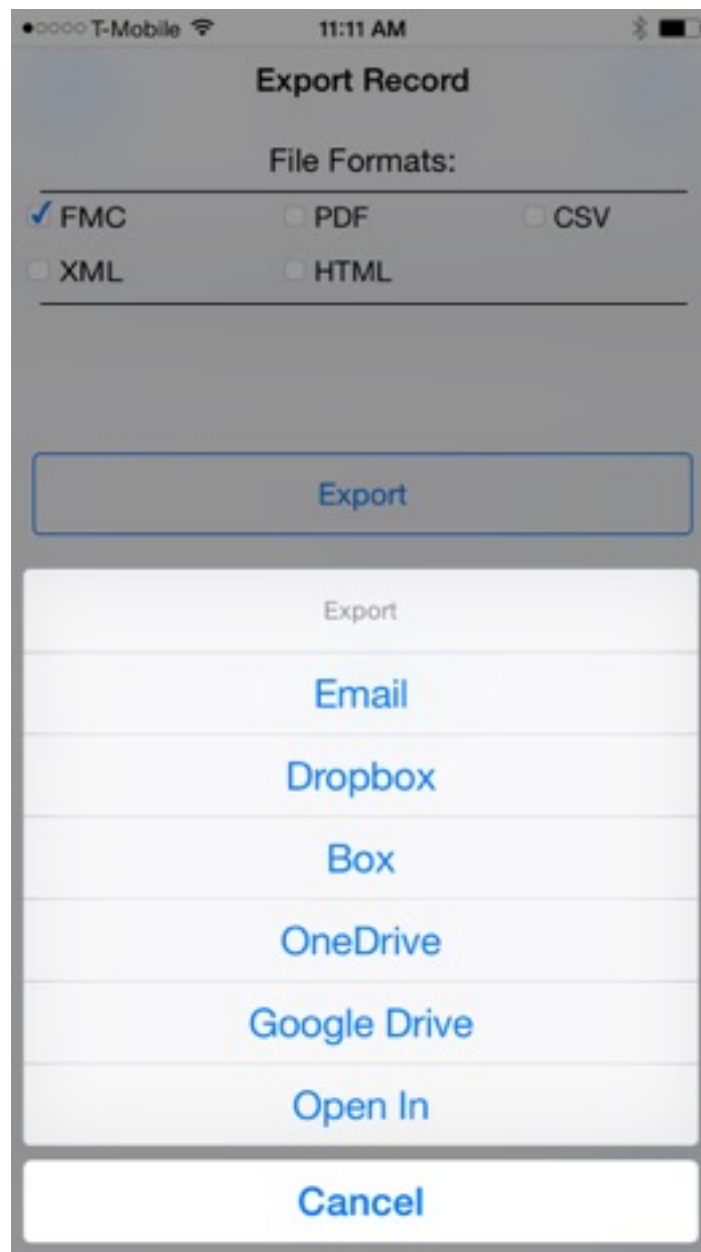 T-Mobile 11:11 AM
Export Record
File Formats:
FMC PDF CSV
XML HTML
Export
Export
Email
Dropbox
Box
OneDrive
Google Drive
Open In
Cancel